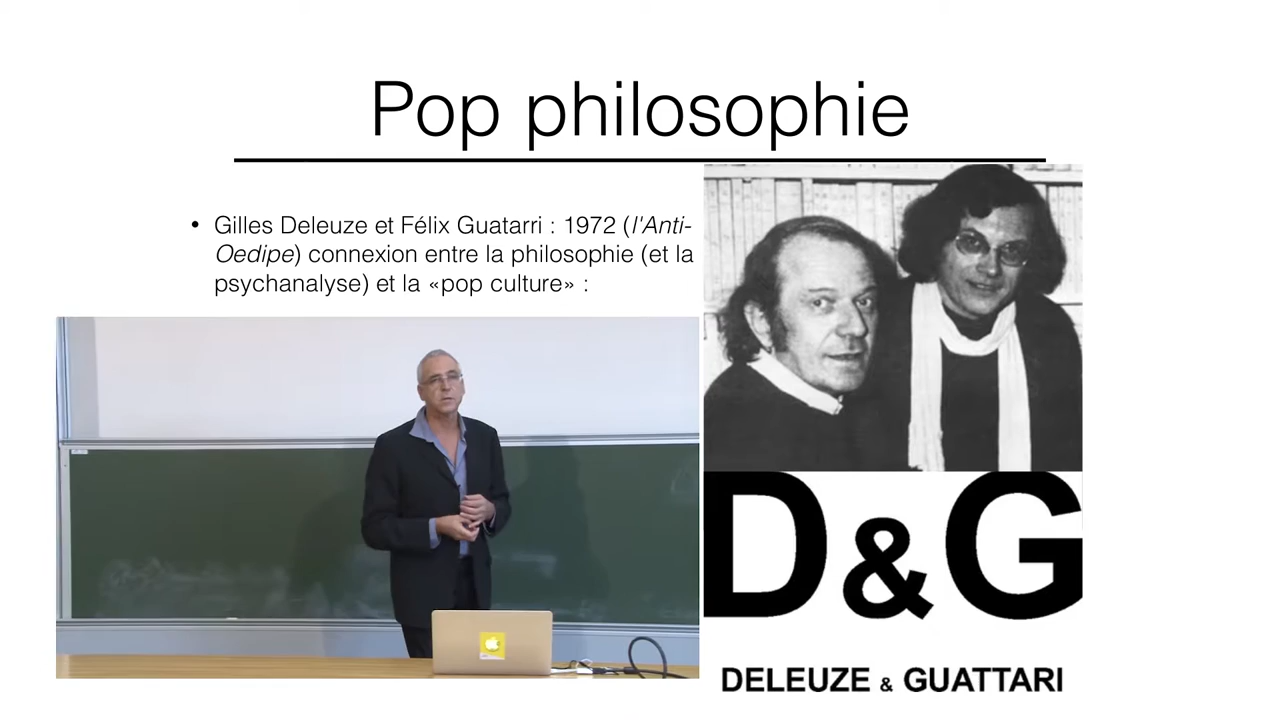 Pop philosophie
• Gilles Deleuze et Félix Guatarri : 1972 (l'Anti-
Oedipe) connexion entre la philosophie (et la
psychanalyse) et la «pop culture» :
D&G
DELEUZE & GUATTARI